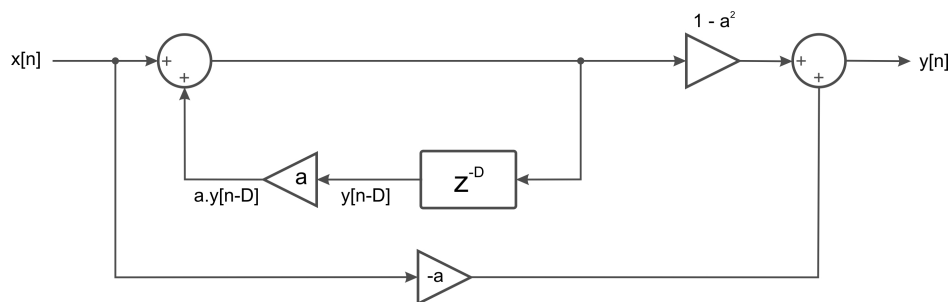 1 - a²
x[n]
+
+
+
+
y[n]
a
z⁻ᴰ
a.y[n-D]
y[n-D]
-a